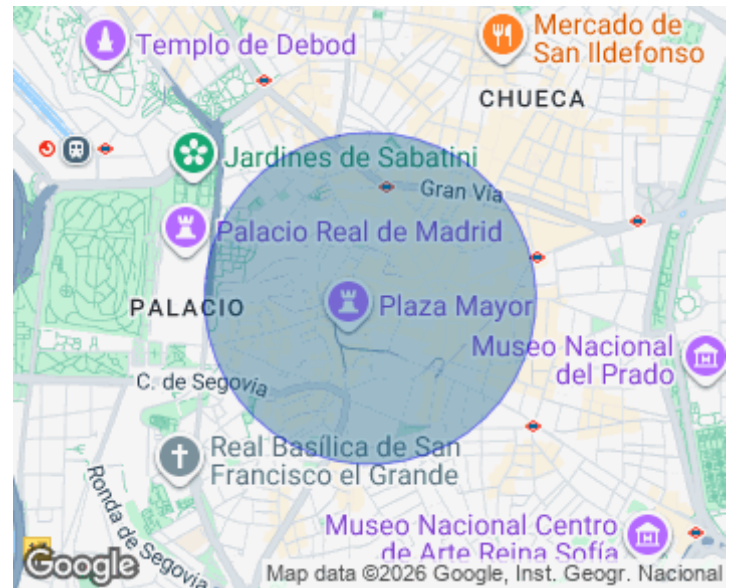 Templo de Debod
Mercado de
San Ildefonso
CHUECA
Jardines de Sabatini
Gran Vía
Palacio Real de Madrid
PALACIO
Plaza Mayor
Museo Nacional
del Prado
C. de Segovia
Real Basílica de San
Francisco el Grande
Ronda de Segovia
Museo Nacional Centro
de Arte Reina Sofía
Google
Map data ©2026 Google, Inst. Geogr. Nacional